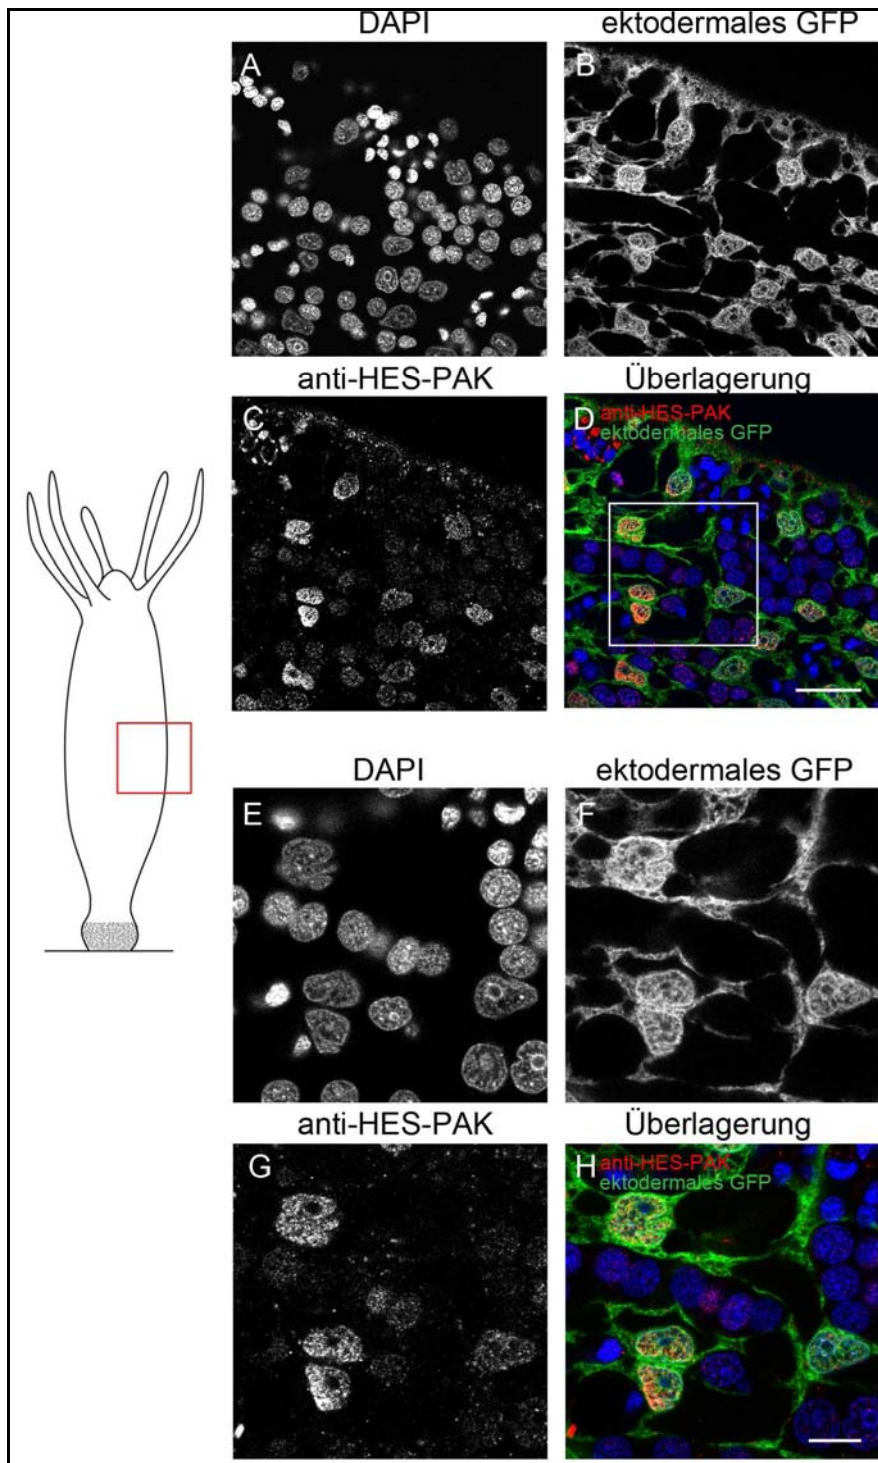 DAPI
ektodermales GFP
A
B
anti-HES-PAK
Überlagerung
C
D
anti-HES-PAK
ektodermales GFP
DAPI
ektodermales GFP
E
F
anti-HES-PAK
Überlagerung
G
H
anti-HES-PAK
ektodermales GFP